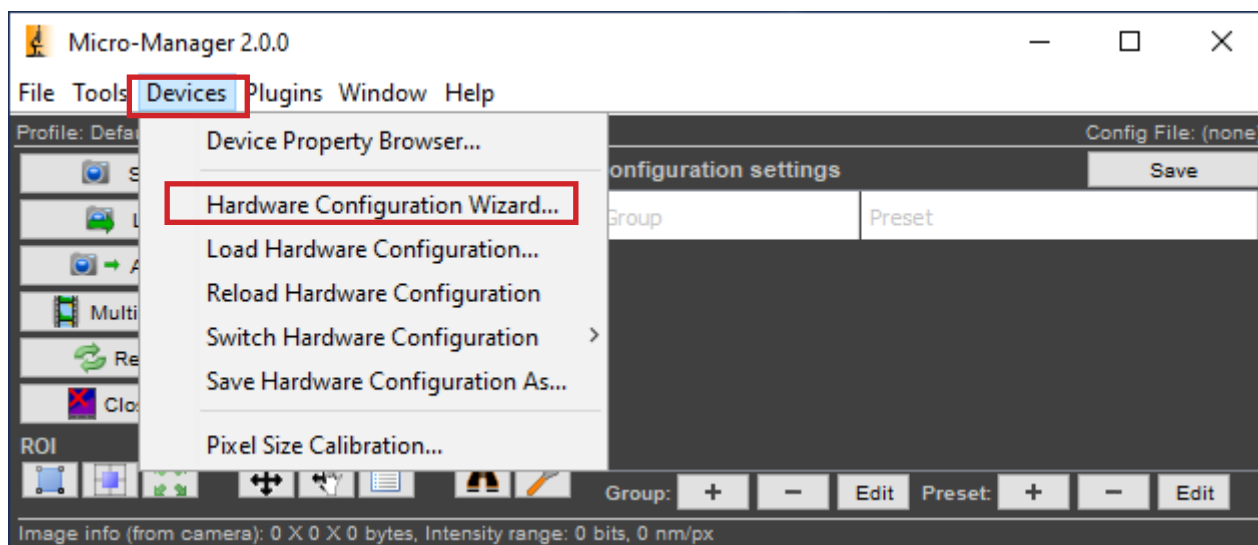 Micro-Manager 2.0.0
File Tools Devices Plugins Window Help
Profile: Defa Config File: (none
Device Property Browser...
S onfiguration settings Save
Hardware Configuration Wizard...
L Group Preset
Load Hardware Configuration...
A
Reload Hardware Configuration
Multi
Switch Hardware Configuration
Re
Save Hardware Configuration As...
Clo
ROI
Pixel Size Calibration...
Group: + − Edit Preset: + − Edit
Image info (from camera): 0 X 0 X 0 bytes, Intensity range: 0 bits, 0 nm/px